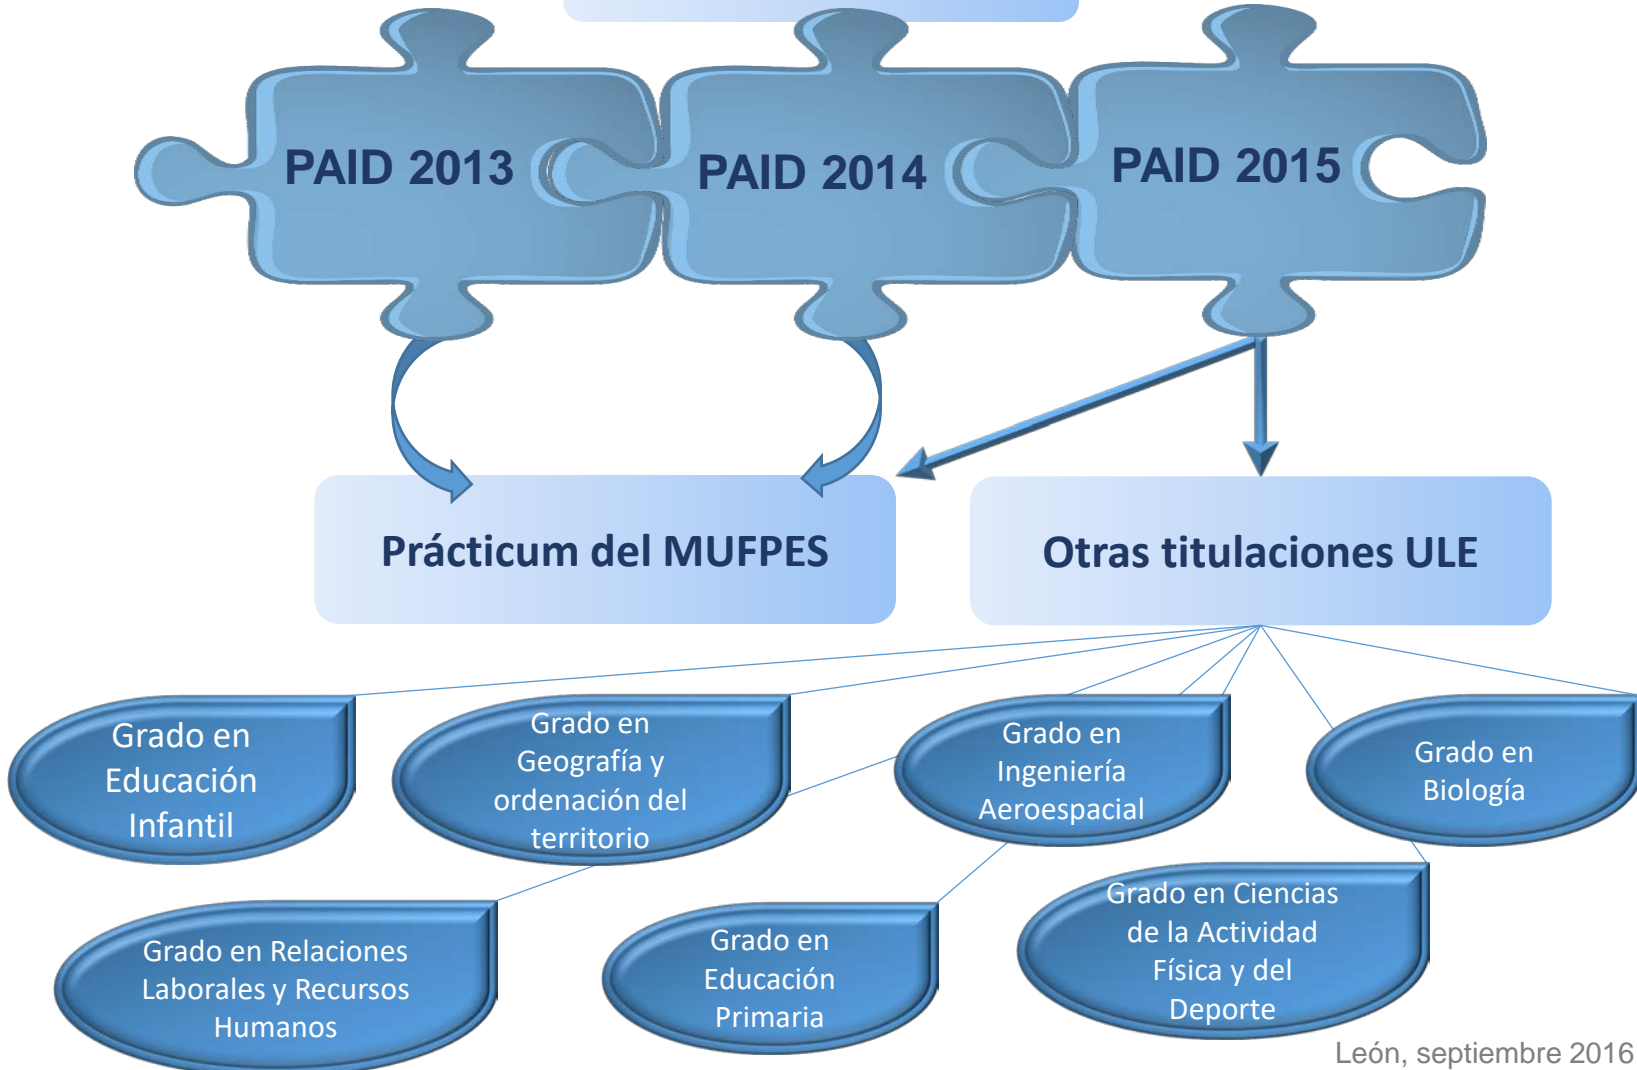 PAID 2013
PAID 2014
PAID 2015
Prácticum del MUFPES
Otras titulaciones ULE
Grado en
Educación
Infantil
Grado en
Geografía y
ordenación del
territorio
Grado en
Ingeniería
Aeroespacial
Grado en
Biología
Grado en Relaciones
Laborales y Recursos
Humanos
Grado en
Educación
Primaria
Grado en Ciencias
de la Actividad
Física y del
Deporte
León, septiembre 2016